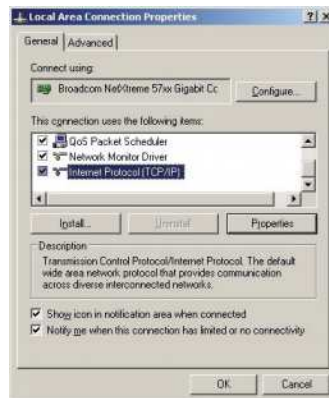 Local Area Connection Properties
General Advanced
Connect using:
Broadcom NetXtreme 57xx Gigabit Cc
Configure...
This connection uses the following items:
QoS Packet Scheduler
Network Monitor Driver
Internet Protocol (TCP/IP)
Install... Uninstall Properties
Description
Transmission Control Protocol/Internet Protocol. The default
wide area network protocol that provides communication
across diverse interconnected networks.
Show icon in notification area when connected
Notify me when this connection has limited or no connectivity
OK Cancel